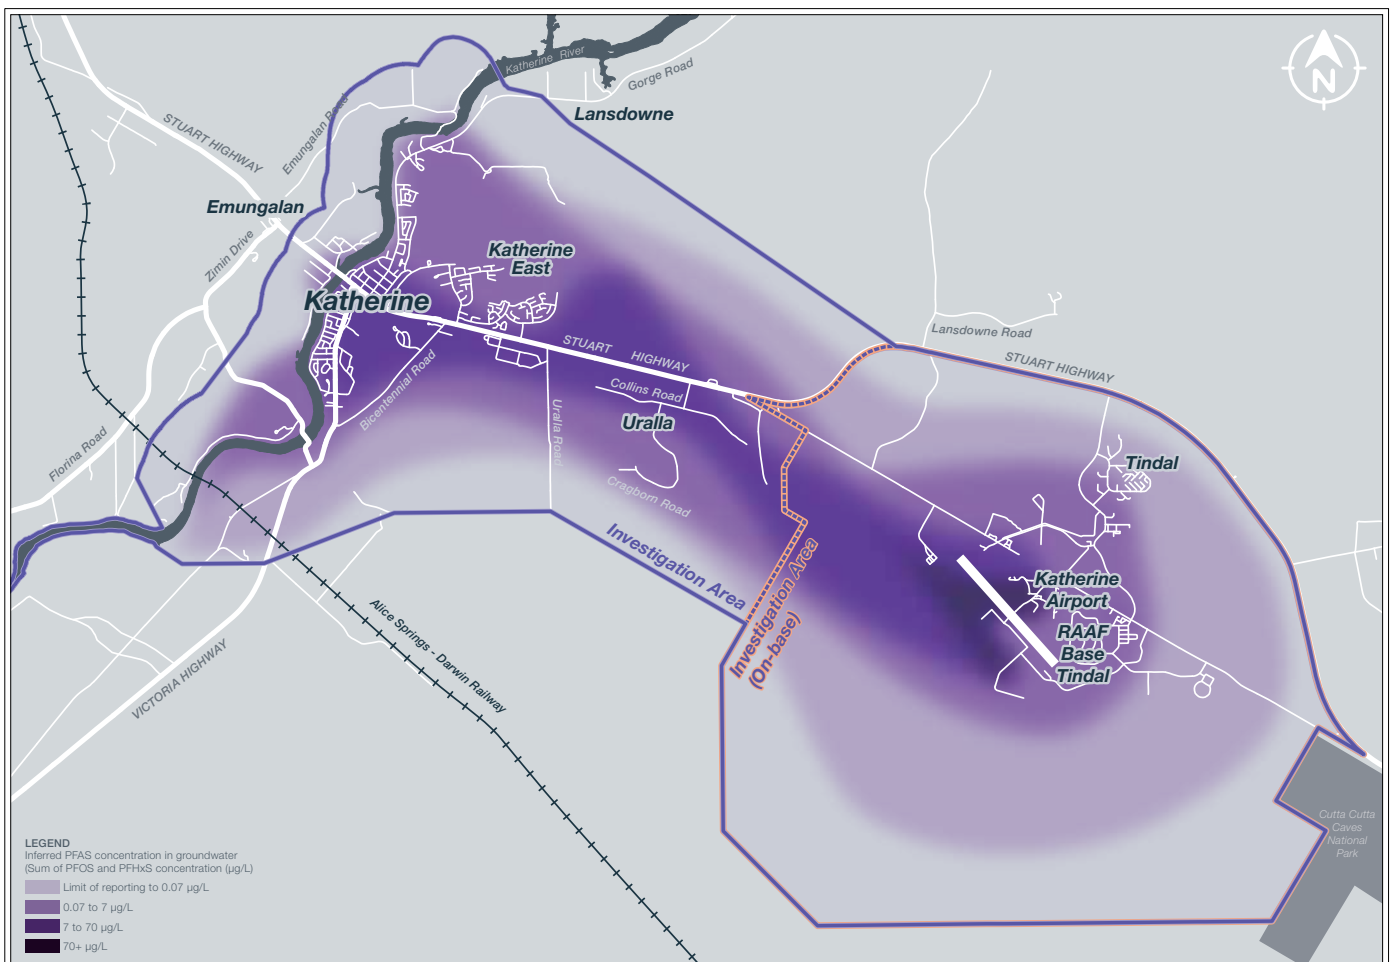 N
Katherine River
Gorge Road
Lansdowne
STUART HIGHWAY
Emungalan Road
Emungalan
Zimin Drive
Katherine
East
Katherine
STUART HIGHWAY
Lansdowne Road
STUART HIGHWAY
Collins Road
Bicentennial Road
Uralla Road
Uralla
Florina Road
Tindal
Cragborn Road
Investigation Area
Investigation Area
(On-base)
Katherine
Airport
RAAF
Base
Tindal
Alice Springs - Darwin Railway
VICTORIA HIGHWAY
Cutta Cutta
Caves
National
Park
LEGEND
Inferred PFAS concentration in groundwater
(Sum of PFOS and PFHxS concentration (µg/L)
Limit of reporting to 0.07 µg/L
0.07 to 7 µg/L
7 to 70 µg/L
70+ µg/L